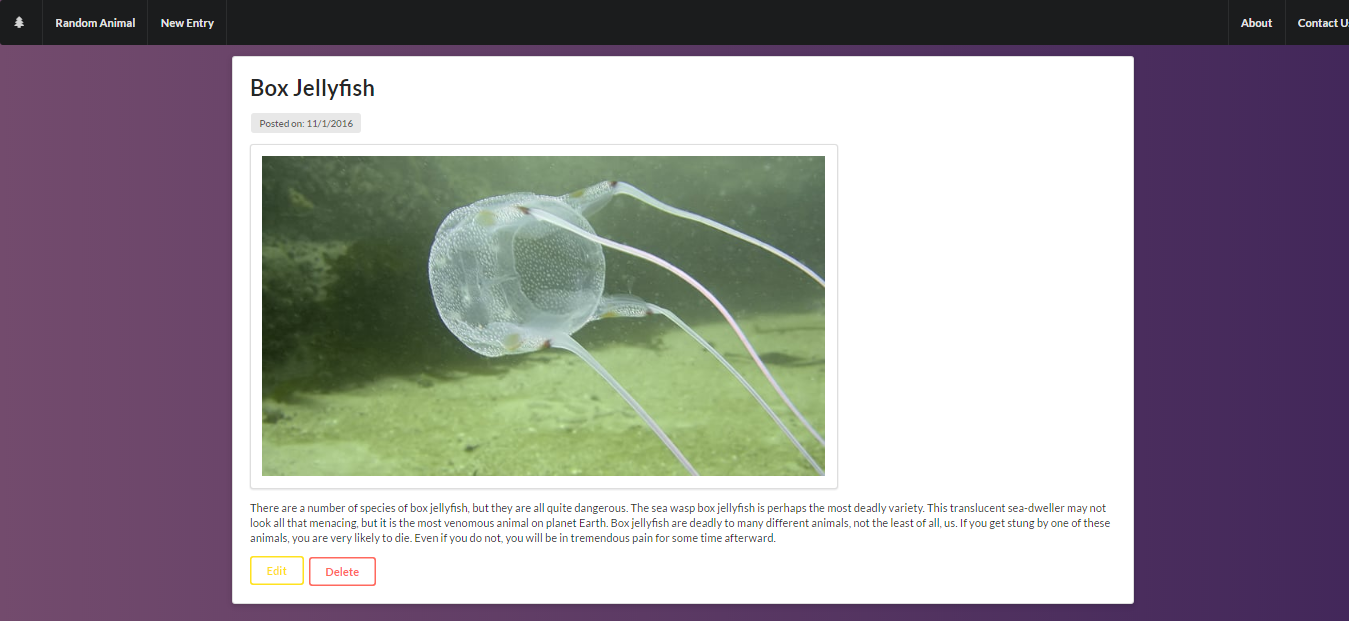 Random Animal
New Entry
About
Contact U
Box Jellyfish
Posted on: 11/1/2016
There are a number of species of box jellyfish, but they are all quite dangerous. The sea wasp box jellyfish is perhaps the most deadly variety. This translucent sea-dweller may not
look all that menacing, but it is the most venomous animal on planet Earth. Box jellyfish are deadly to many different animals, not the least of all, us. If you get stung by one of these
animals, you are very likely to die. Even if you do not, you will be in tremendous pain for some time afterward.
Edit
Delete